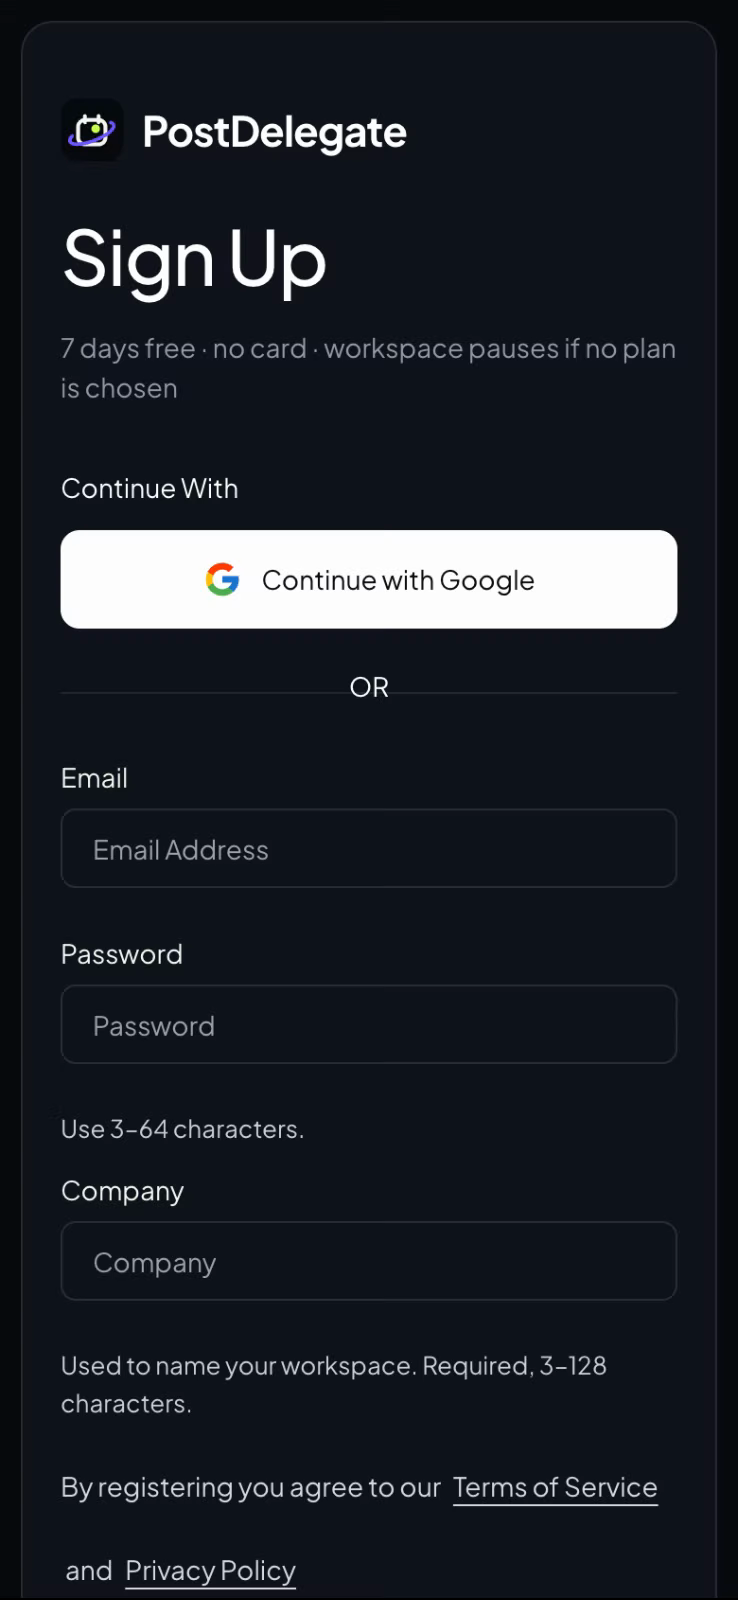 PostDelegate
Sign Up
7 days free · no card · workspace pauses if no plan
is chosen
Continue With
Continue with Google
OR
Email
Email Address
Password
Password
Use 3–64 characters.
Company
Company
Used to name your workspace. Required, 3–128
characters.
By registering you agree to our Terms of Service
and Privacy Policy